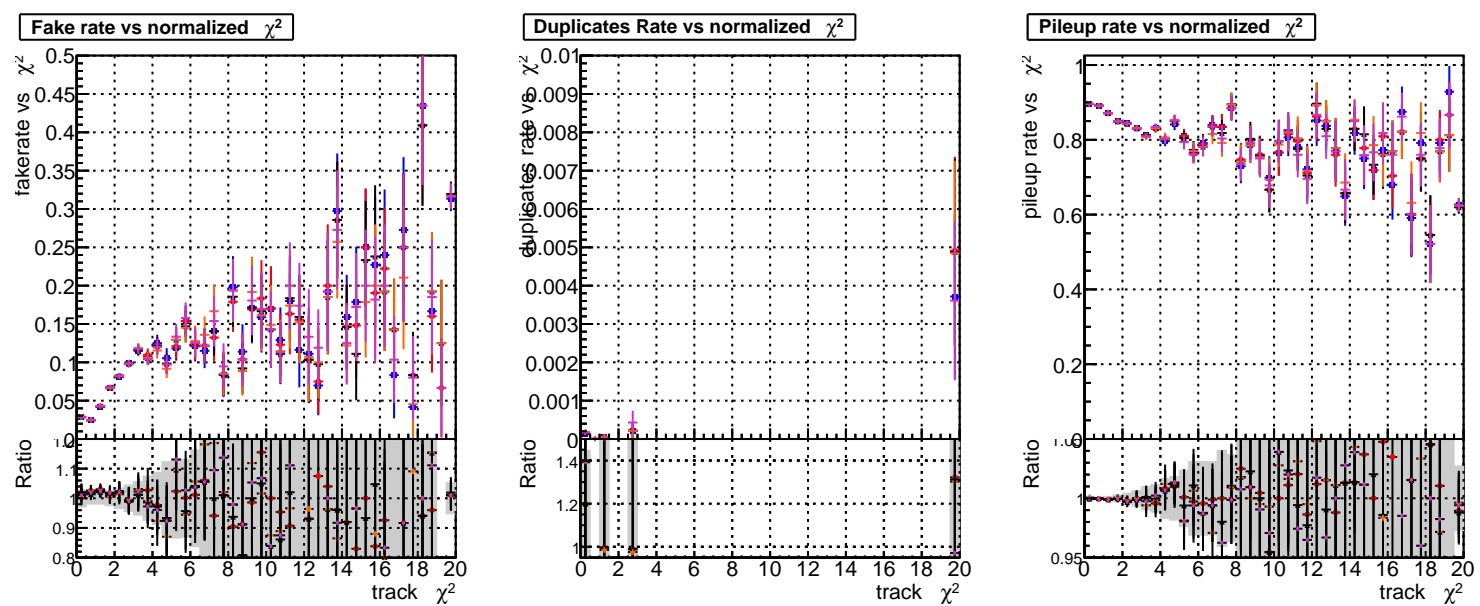 Fake rate vs normalized χ²
fakerate vs χ²
0.5
0.45
0.4
0.35
0.3
0.25
0.2
0.15
0.1
0.05
Ratio
1.1
1
0.9
0.8
0 2 4 6 8 10 12 14 16 18 20
track χ²
Duplicates Rate vs normalized χ²
duplicates rate vs χ²
0.01
0.009
0.008
0.007
0.006
0.005
0.004
0.003
0.002
0.001
0
Ratio
1.4
1.2
1
0 2 4 6 8 10 12 14 16 18 20
track χ²
Pileup rate vs normalized χ²
pileup rate vs χ²
1
0.8
0.6
0.4
0.2
Ratio
1
0.95
0 2 4 6 8 10 12 14 16 18 20
track χ²